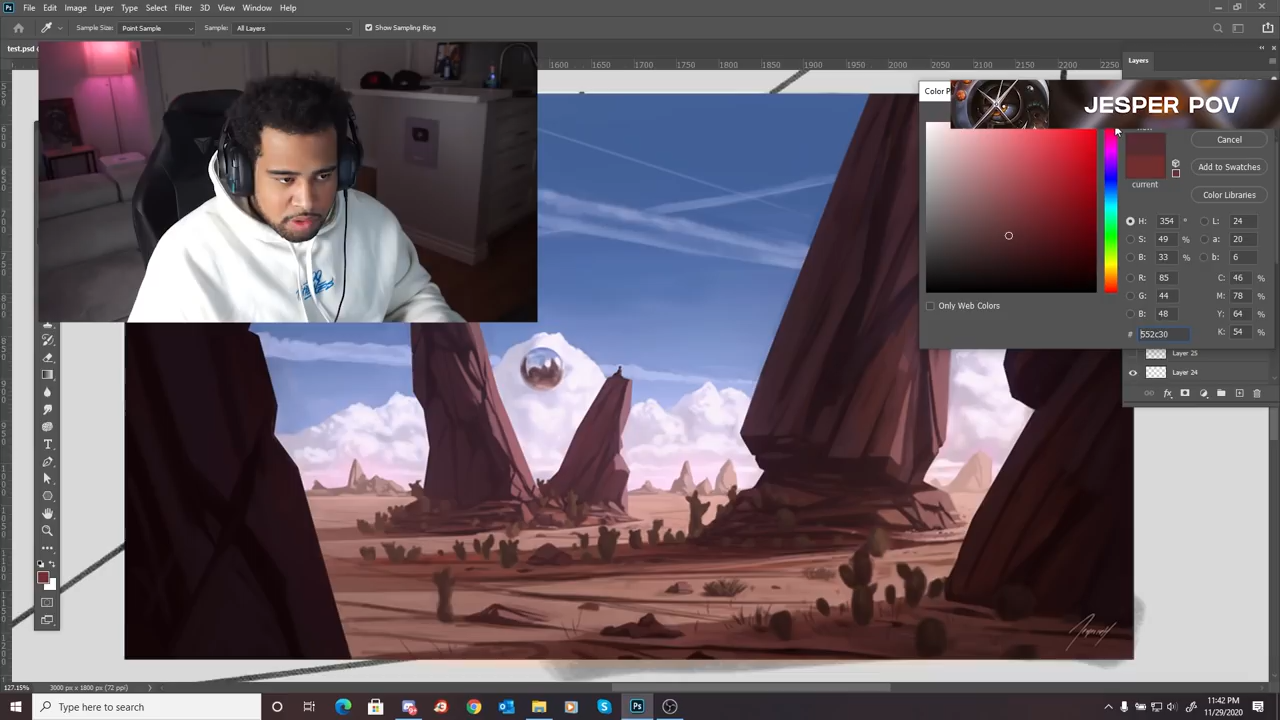 File Edit Image Layer Type Select Filter 3D View Window Help
Sample Size: Point Sample Sample: All Layers Show Sampling Ring
test.psd
1600 1650 1700 1750 1800 1850 1900 1950 2000 2050 2100 2150 2200 2250
Layers
Color P
JESPER POV
Cancel
Add to Swatches
current
Color Libraries
H: 354 ° L: 24
S: 49 % a: 20
B: 33 % b: 6
R: 85 C: 46 %
G: 44 M: 78 %
B: 48 Y: 64 %
# 552c30 K: 54 %
Only Web Colors
Layer 25
Layer 24
127.15% 3000 px x 1800 px (72 ppi)
Type here to search
11:42 PM
11/29/2020